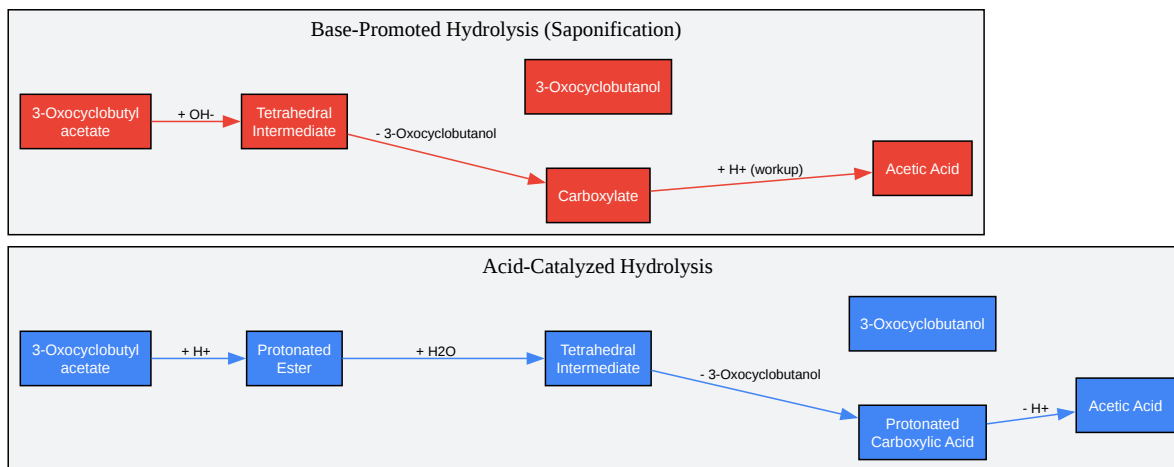 Base-Promoted Hydrolysis (Saponification)
3-Oxocyclobutanol
3-Oxocyclobutyl
acetate
+ OH-
Tetrahedral
Intermediate
- 3-Oxocyclobutanol
Carboxylate
+ H+ (workup)
Acetic Acid
Acid-Catalyzed Hydrolysis
3-Oxocyclobutanol
3-Oxocyclobutyl
acetate
+ H+
Protonated
Ester
+ H2O
Tetrahedral
Intermediate
- 3-Oxocyclobutanol
Protonated
Carboxylic Acid
- H+
Acetic Acid